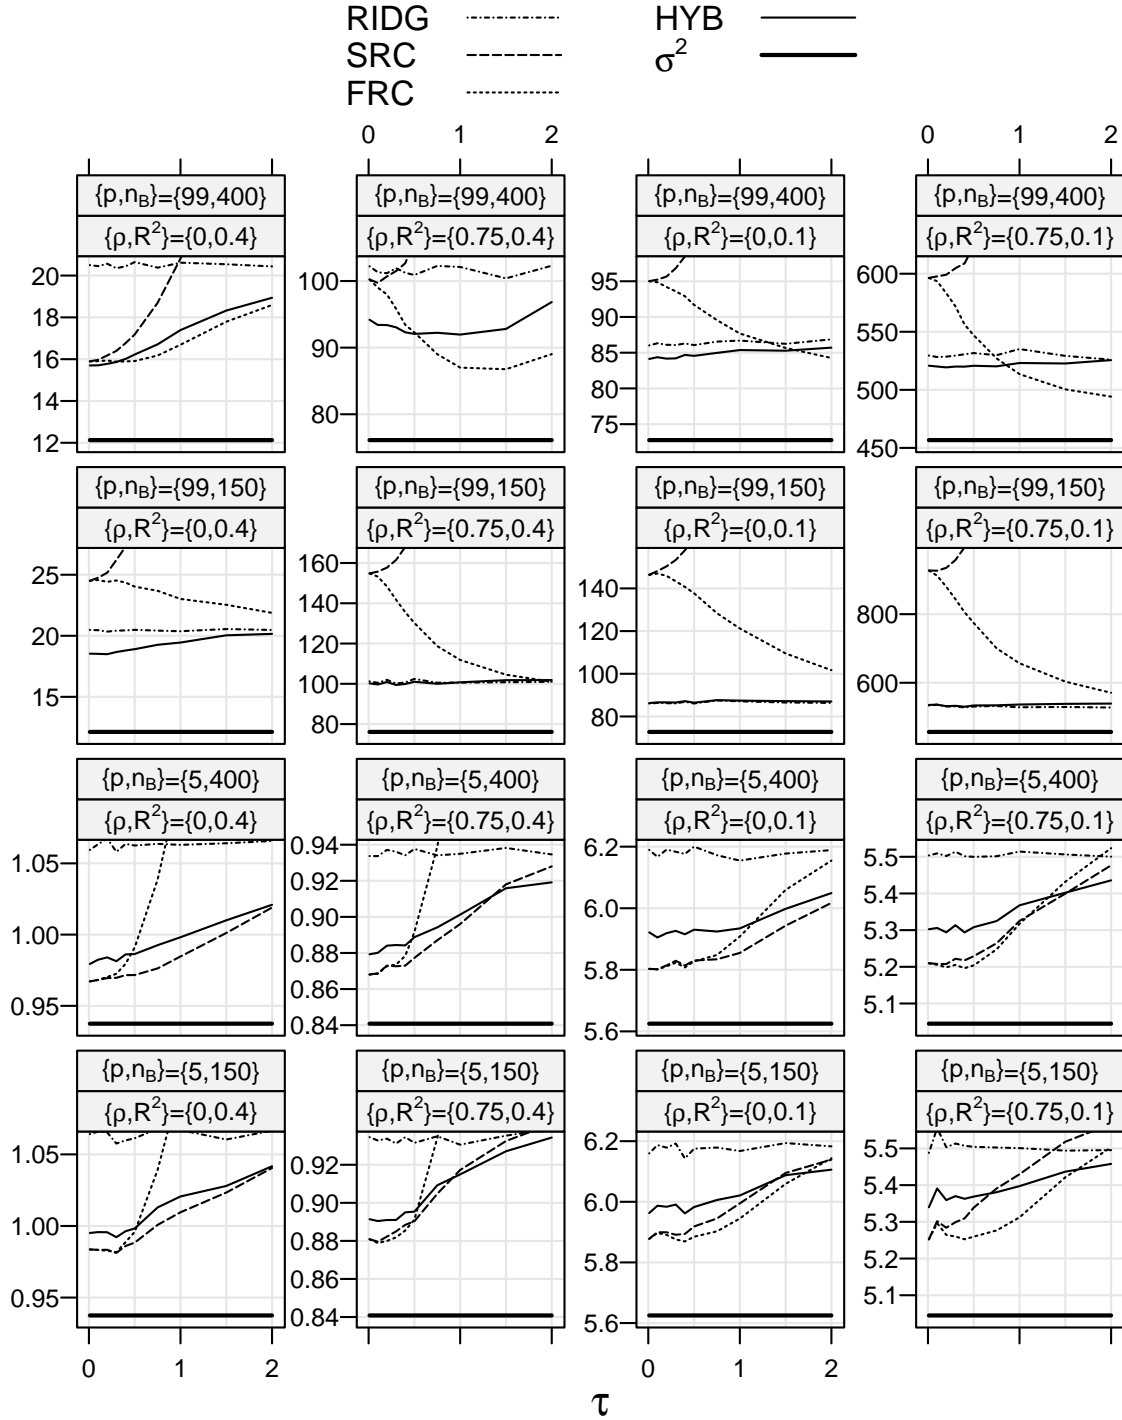 RIDG
HYB
SRC
σ²
FRC
0 1 2 0 1 2
{p,n_B}={99,400} {p,n_B}={99,400} {p,n_B}={99,400} {p,n_B}={99,400}
{ρ,R²}={0,0.4} {ρ,R²}={0.75,0.4} {ρ,R²}={0,0.1} {ρ,R²}={0.75,0.1}
20 18 16 14 12
100 90 80
95 90 85 80 75
600 550 500 450
{p,n_B}={99,150} {p,n_B}={99,150} {p,n_B}={99,150} {p,n_B}={99,150}
{ρ,R²}={0,0.4} {ρ,R²}={0.75,0.4} {ρ,R²}={0,0.1} {ρ,R²}={0.75,0.1}
25 20 15
160 140 120 100 80
140 120 100 80
800 600
{p,n_B}={5,400} {p,n_B}={5,400} {p,n_B}={5,400} {p,n_B}={5,400}
{ρ,R²}={0,0.4} {ρ,R²}={0.75,0.4} {ρ,R²}={0,0.1} {ρ,R²}={0.75,0.1}
1.05 1.00 0.95
0.94 0.92 0.90 0.88 0.86 0.84
6.2 6.0 5.8 5.6
5.5 5.4 5.3 5.2 5.1
{p,n_B}={5,150} {p,n_B}={5,150} {p,n_B}={5,150} {p,n_B}={5,150}
{ρ,R²}={0,0.4} {ρ,R²}={0.75,0.4} {ρ,R²}={0,0.1} {ρ,R²}={0.75,0.1}
1.05 1.00 0.95
0.92 0.90 0.88 0.86 0.84
6.2 6.0 5.8 5.6
5.5 5.4 5.3 5.2 5.1
0 1 2 0 1 2
τ